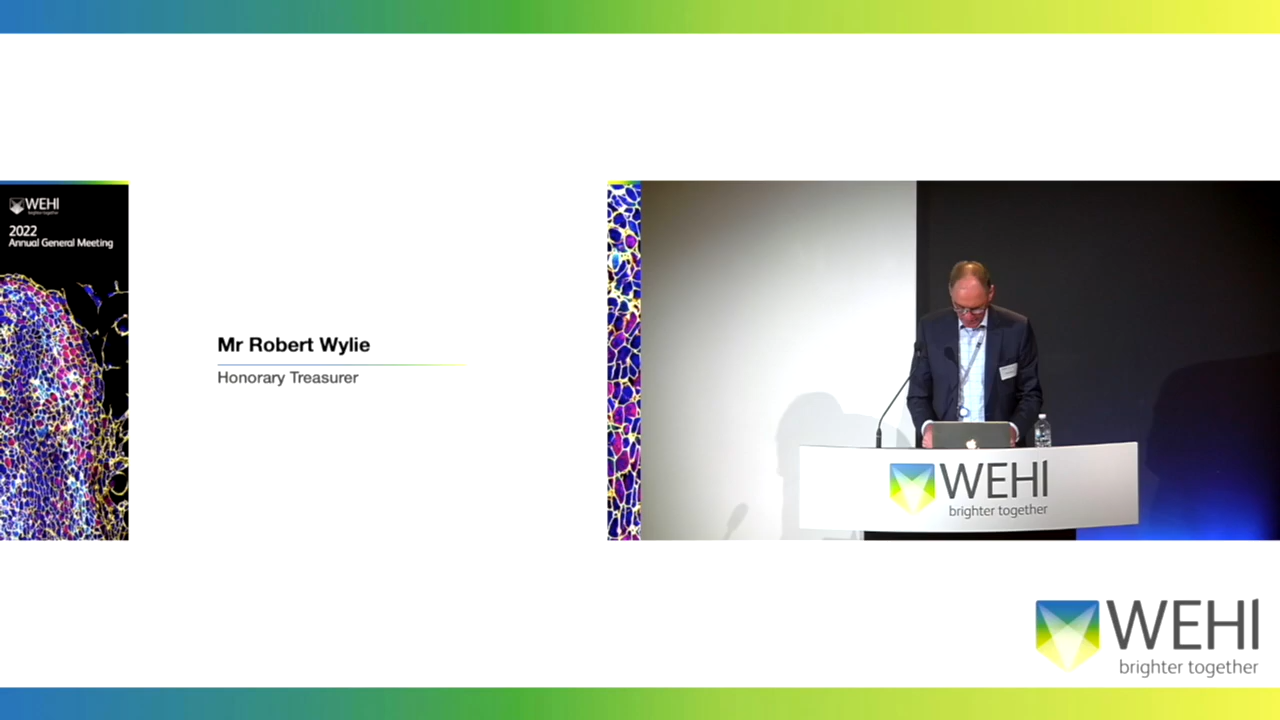 WEHI
brighter together
2022
Annual General Meeting
Mr Robert Wylie
Honorary Treasurer
WEHI
brighter together
WEHI
brighter together